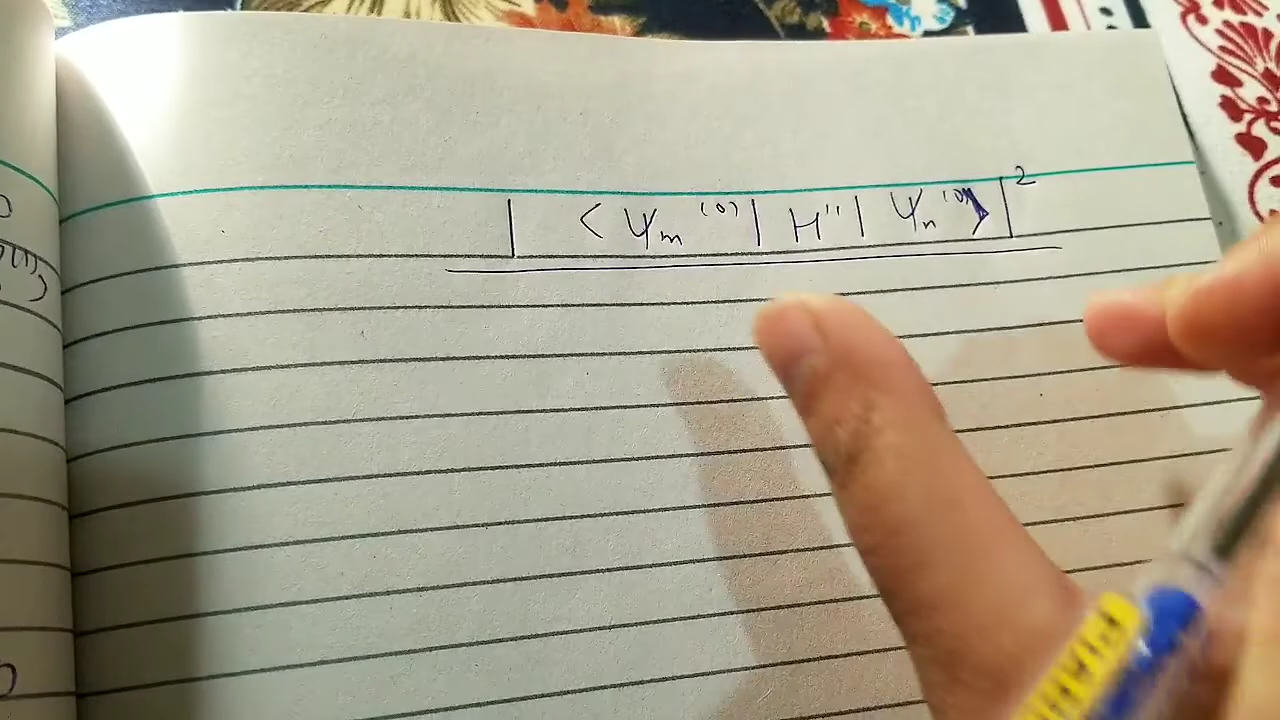 | < ψm (0) | H'' | ψn (0) > |²